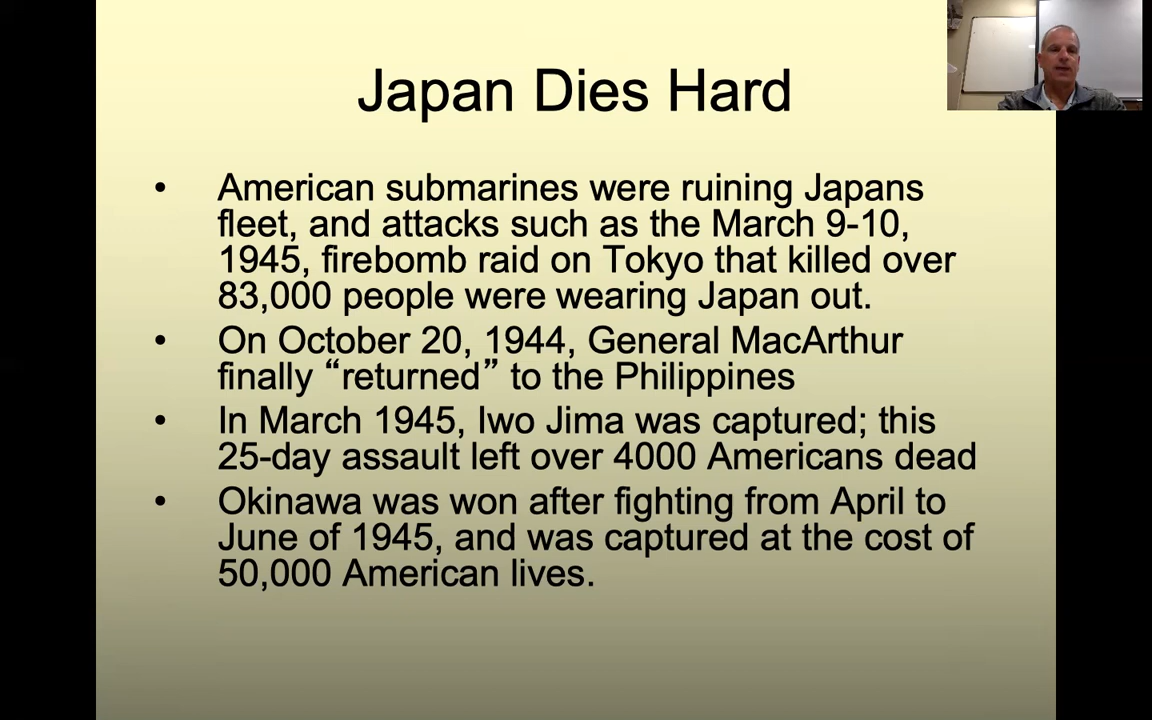 Japan Dies Hard
• American submarines were ruining Japans
fleet, and attacks such as the March 9-10,
1945, firebomb raid on Tokyo that killed over
83,000 people were wearing Japan out.
• On October 20, 1944, General MacArthur
finally “returned” to the Philippines
• In March 1945, Iwo Jima was captured; this
25-day assault left over 4000 Americans dead
• Okinawa was won after fighting from April to
June of 1945, and was captured at the cost of
50,000 American lives.